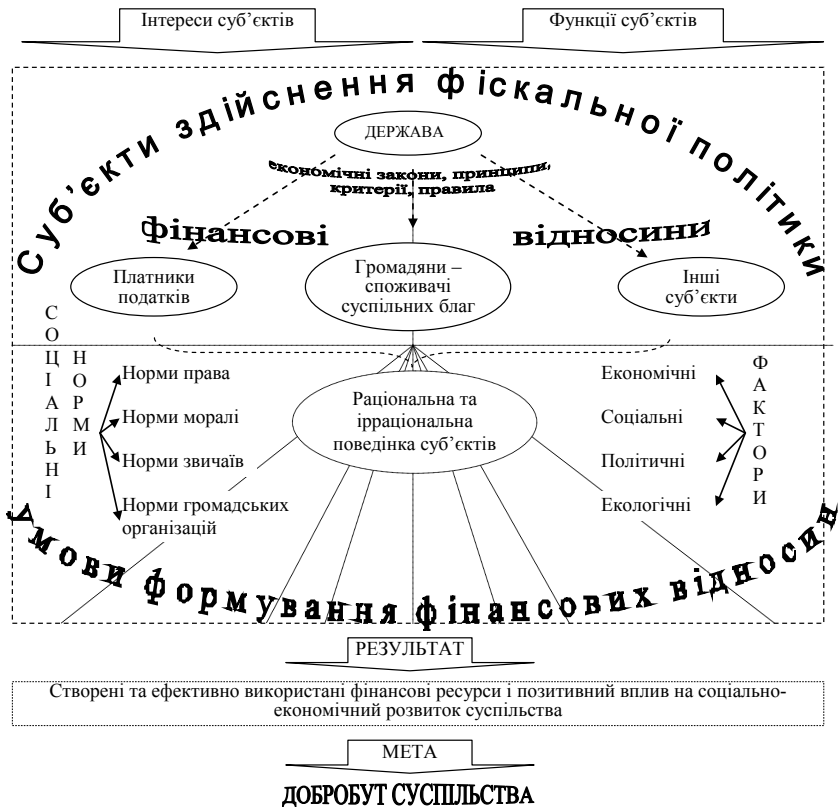 Інтереси суб’єктів
Функції суб’єктів
Суб’єкти здійснення фіскальної політики
ДЕРЖАВА
економічні закони, принципи,
критерії, правила
фінансові
відносини
Платники
податків
Громадяни –
споживачі
суспільних благ
Інші
суб’єкти
СОЦІАЛЬНІ
НОРМИ
Норми права
Норми моралі
Норми звичаїв
Норми громадських
організацій
Раціональна та
ірраціональна
поведінка суб’єктів
Економічні
Соціальні
Політичні
Екологічні
ФАКТОРИ
Умови формування фінансових відносин
РЕЗУЛЬТАТ
Створені та ефективно використані фінансові ресурси і позитивний вплив на соціально-
економічний розвиток суспільства
МЕТА
ДОБРОБУТ СУСПІЛЬСТВА